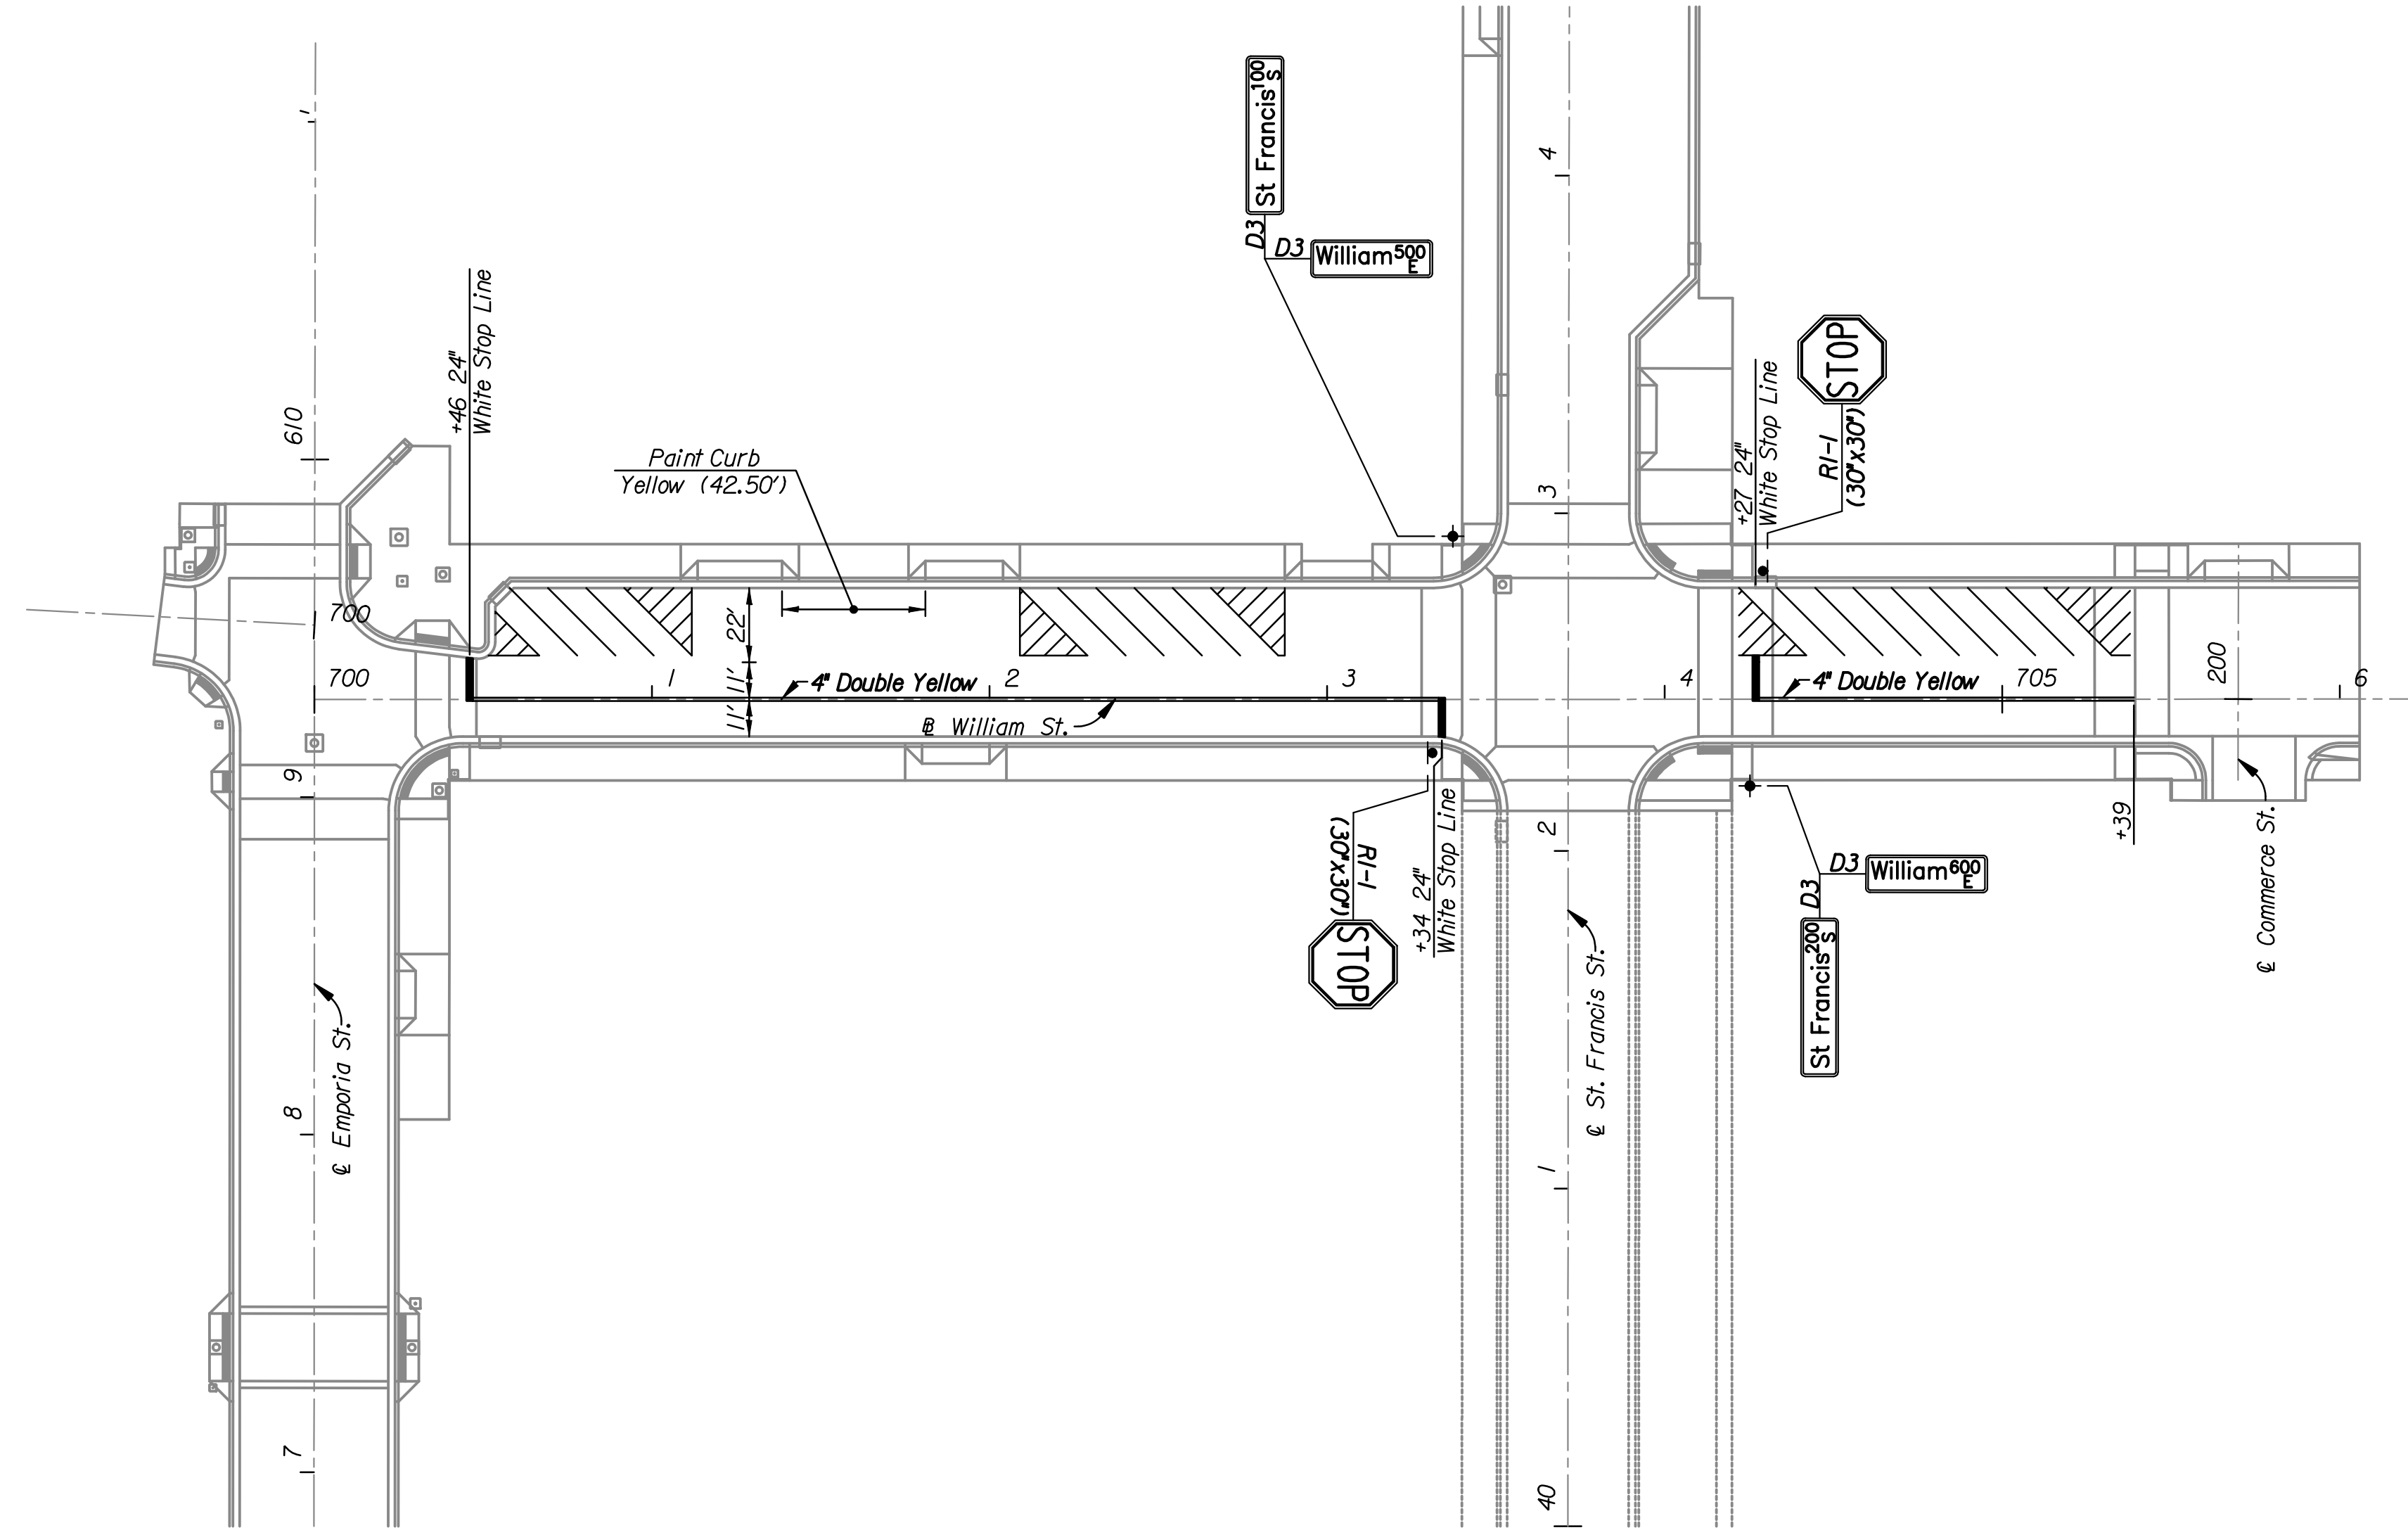 St Francis 100 S
D3
D3
William 500 E
4
610
+46 24"
White Stop Line
Paint Curb
Yellow (42.50')
3
STOP
R1-1
(30"x30")
+27 24"
White Stop Line
700
700
22'
11'
11'
1
4" Double Yellow
2
3
4
4" Double Yellow
705
200
6
℄ William St.
9
STOP
R1-1
(30"x30")
+34 24"
White Stop Line
2
+39
℄ Commerce St.
D3
William 600 E
D3
St Francis 200 S
℄ St. Francis St.
℄ Emporia St.
8
1
7
40